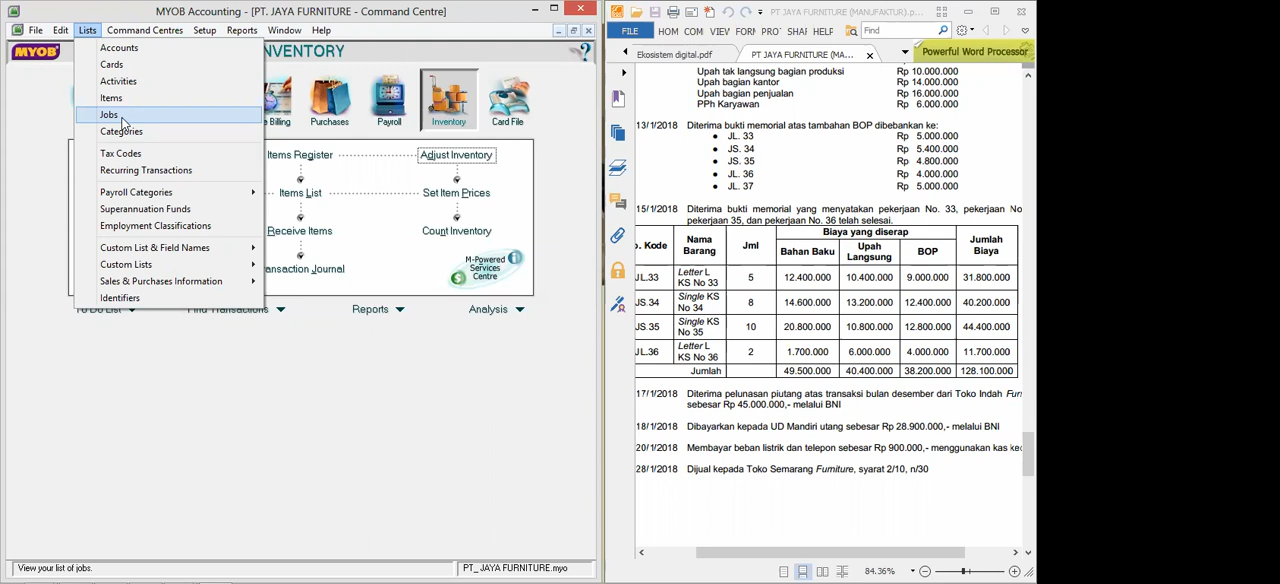 MYOB Accounting - [PT. JAYA FURNITURE - Command Centre]
File Edit Lists Command Centres Setup Reports Window Help
MYOB
NVENTORY
Accounts
Cards
Activities
Items
Jobs
Categories
Tax Codes
Recurring Transactions
Payroll Categories
Superannuation Funds
Employment Classifications
Custom List & Field Names
Custom Lists
Sales & Purchases Information
Identifiers
Billing Purchases Payroll Inventory Card File
Items Register Adjust Inventory
Items List Set Item Prices
Receive Items Count Inventory
ansaction Journal
M-Powered
Services
Centre
To Do List Find Transactions Reports Analysis
View your list of jobs. PT_ JAYA FURNITURE.myo
PT JAYA FURNITURE (MANUFAKTUR).p...
FILE HOM COM VIEW FORM PRO SHAR HELP Find
Ekosistem digital.pdf PT JAYA FURNITURE (MA... Powerful Word Processor
Upah tak langsung bagian produksi Rp 10.000.000
Upah bagian kantor Rp 14.000.000
Upah bagian penjualan Rp 16.000.000
PPh Karyawan Rp 6.000.000
13/1/2018 Diterima bukti memorial atas tambahan BOP dibebankan ke:
• JL. 33 Rp 5.000.000
• JS. 34 Rp 5.400.000
• JS. 35 Rp 4.800.000
• JL. 36 Rp 4.000.000
• JL. 37 Rp 5.000.000
15/1/2018 Diterima bukti memorial yang menyatakan pekerjaan No. 33, pekerjaan No
pekerjaan 35, dan pekerjaan No. 36 telah selesai.
o. Kode Nama Barang Jml Biaya yang diserap Jumlah Biaya
Bahan Baku Upah Langsung BOP
JL.33 Letter L KS No 33 5 12.400.000 10.400.000 9.000.000 31.800.000
JS.34 Single KS No 34 8 14.600.000 13.200.000 12.400.000 40.200.000
JS.35 Single KS No 35 10 20.800.000 10.800.000 12.800.000 44.400.000
JL.36 Letter L KS No 36 2 1.700.000 6.000.000 4.000.000 11.700.000
Jumlah 49.500.000 40.400.000 38.200.000 128.100.000
17/1/2018 Diterima pelunasan piutang atas transaksi bulan desember dari Toko Indah Furn
sebesar Rp 45.000.000,- melalui BNI
18/1/2018 Dibayarkan kepada UD Mandiri utang sebesar Rp 28.900.000,- melalui BNI
20/1/2018 Membayar beban listrik dan telepon sebesar Rp 900.000,- menggunakan kas kec
28/1/2018 Dijual kepada Toko Semarang Furniture, syarat 2/10, n/30
84.36%